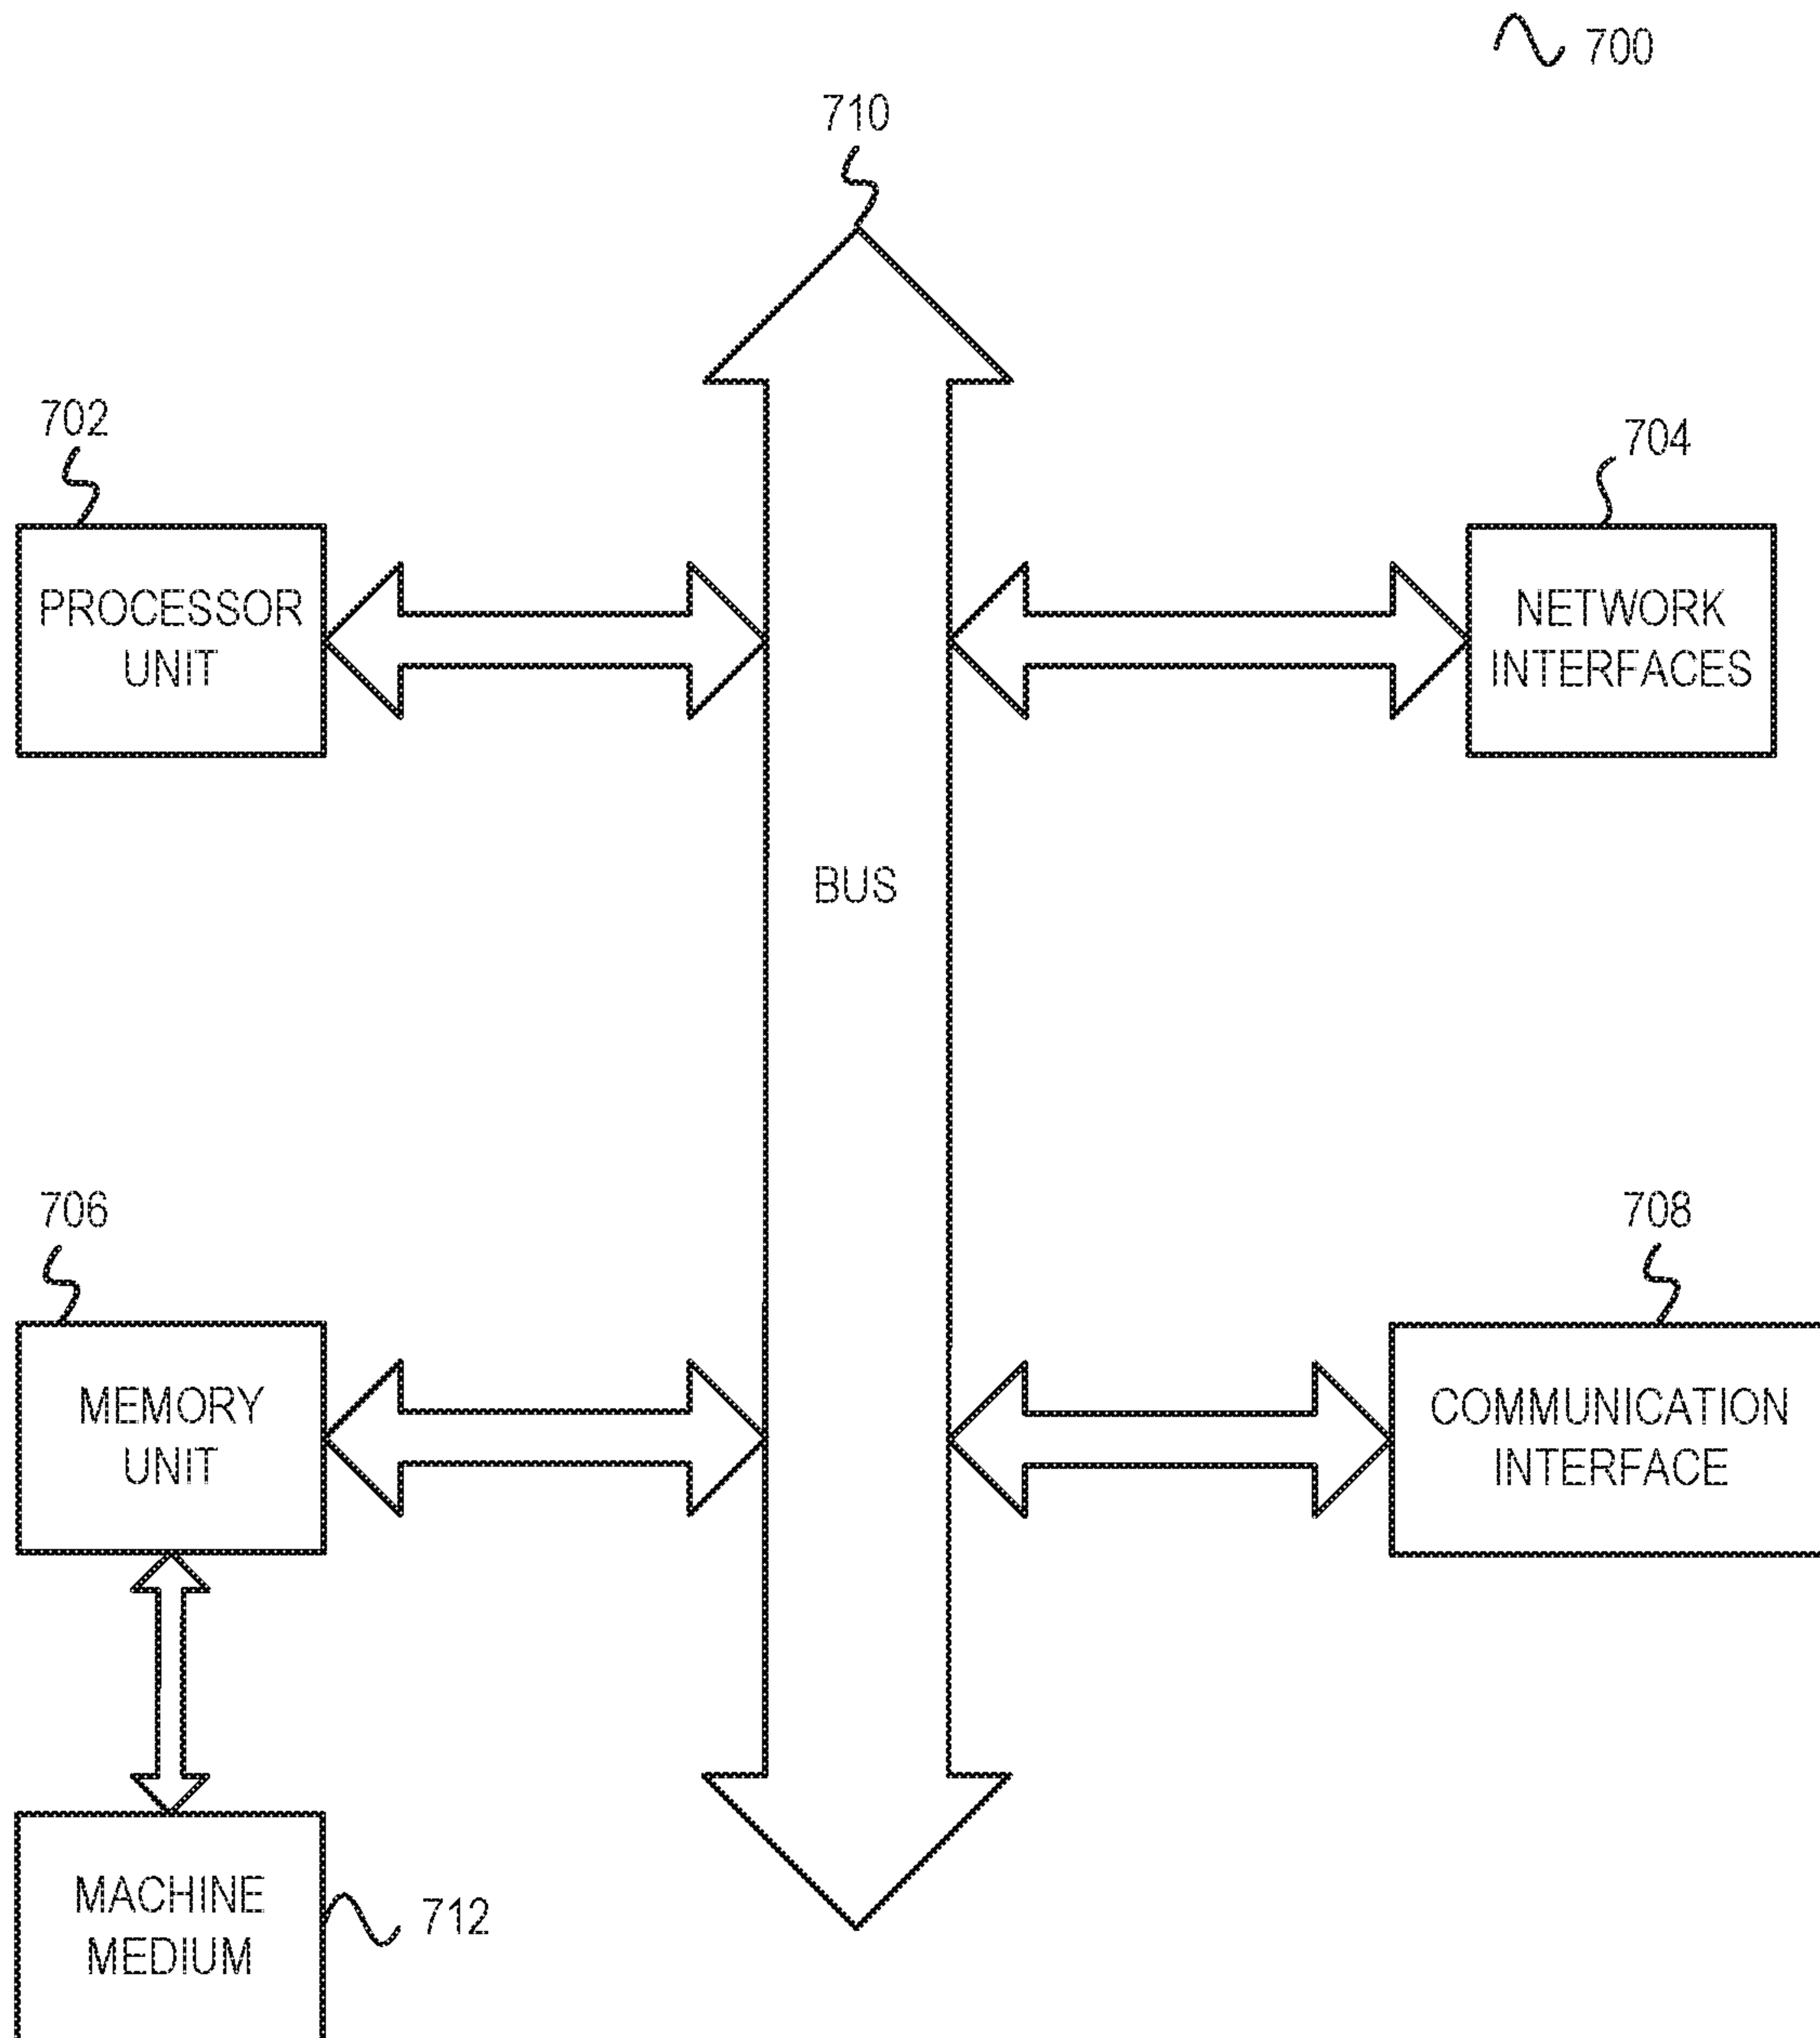 700
710
702
704
PROCESSOR
UNIT
NETWORK
INTERFACES
BUS
706
708
MEMORY
UNIT
COMMUNICATION
INTERFACE
MACHINE
MEDIUM
712